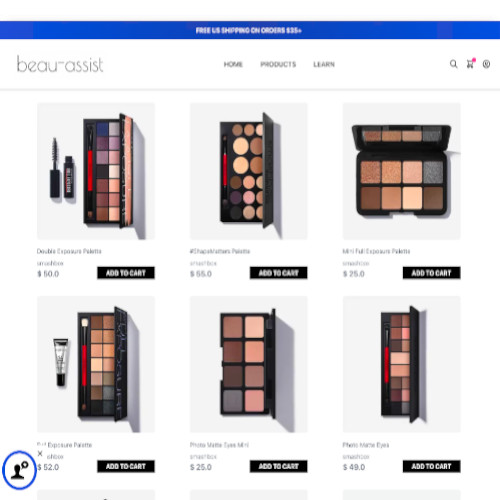 FREE US SHIPPING ON ORDERS $35+
beau-assist
HOME PRODUCTS LEARN
Double Exposure Palette
smashbox
$ 50.0 ADD TO CART
#ShapeMatters Palette
smashbox
$ 55.0 ADD TO CART
Mini Full Exposure Palette
smashbox
$ 25.0 ADD TO CART
Exposure Palette
$ 52.0 ADD TO CART
Photo Matte Eyes Mini
smashbox
$ 25.0 ADD TO CART
Photo Matte Eyes
smashbox
$ 49.0 ADD TO CART